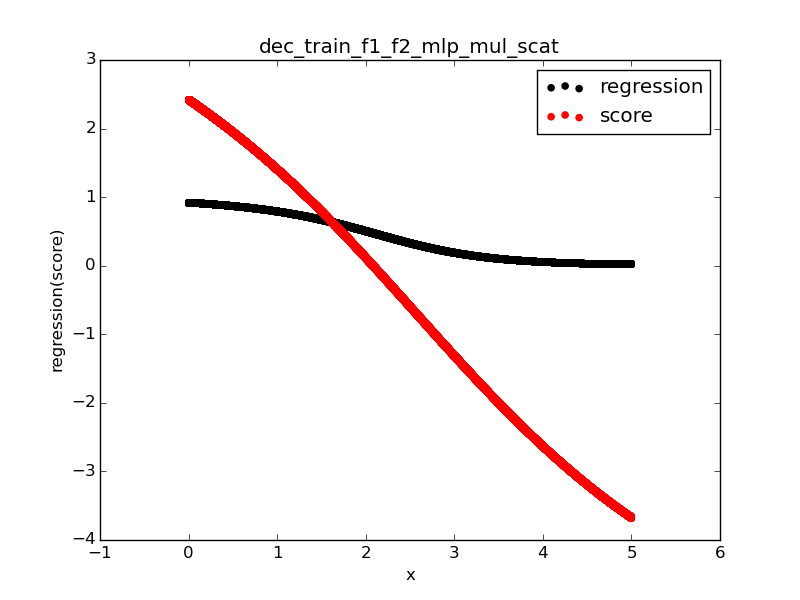 dec_train_f1_f2_mlp_mul_scat
regression
score
3
2
1
0
−1
−2
−3
−4
regression(score)
−1 0 1 2 3 4 5 6
x